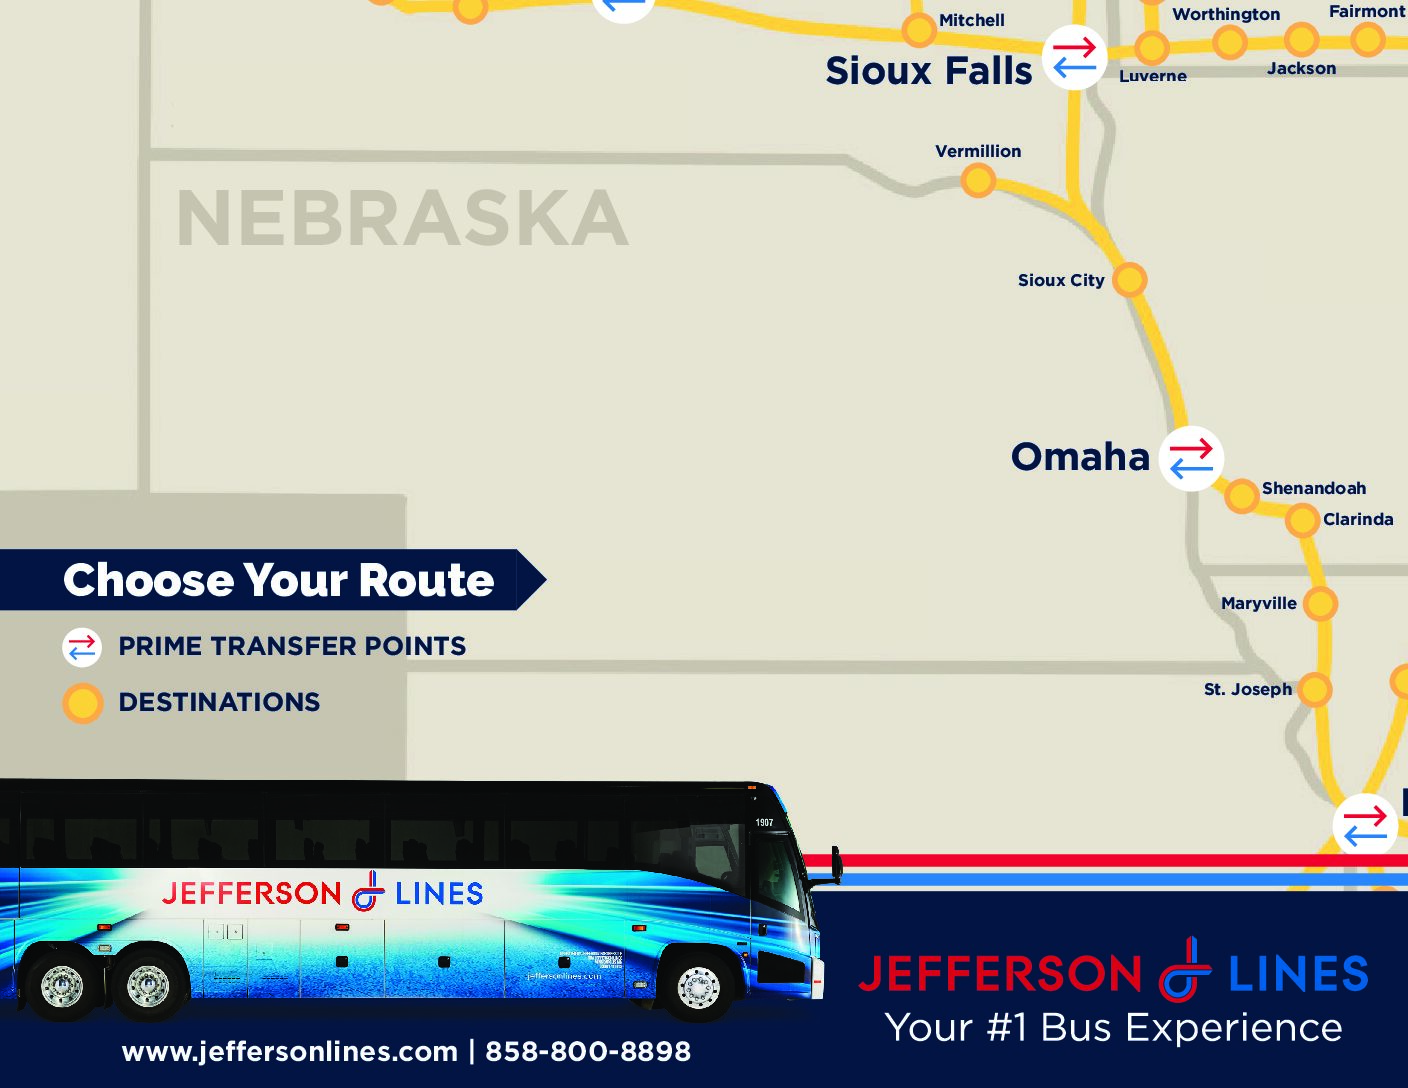 Mitchell
Worthington
Fairmont
Sioux Falls
Luverne
Jackson
Vermillion
NEBRASKA
Sioux City
Omaha
Shenandoah
Clarinda
Maryville
St. Joseph
Choose Your Route
PRIME TRANSFER POINTS
DESTINATIONS
1907
JEFFERSON LINES
jeffersonlines.com
JEFFERSON LINES
Your #1 Bus Experience
www.jeffersonlines.com | 858-800-8898